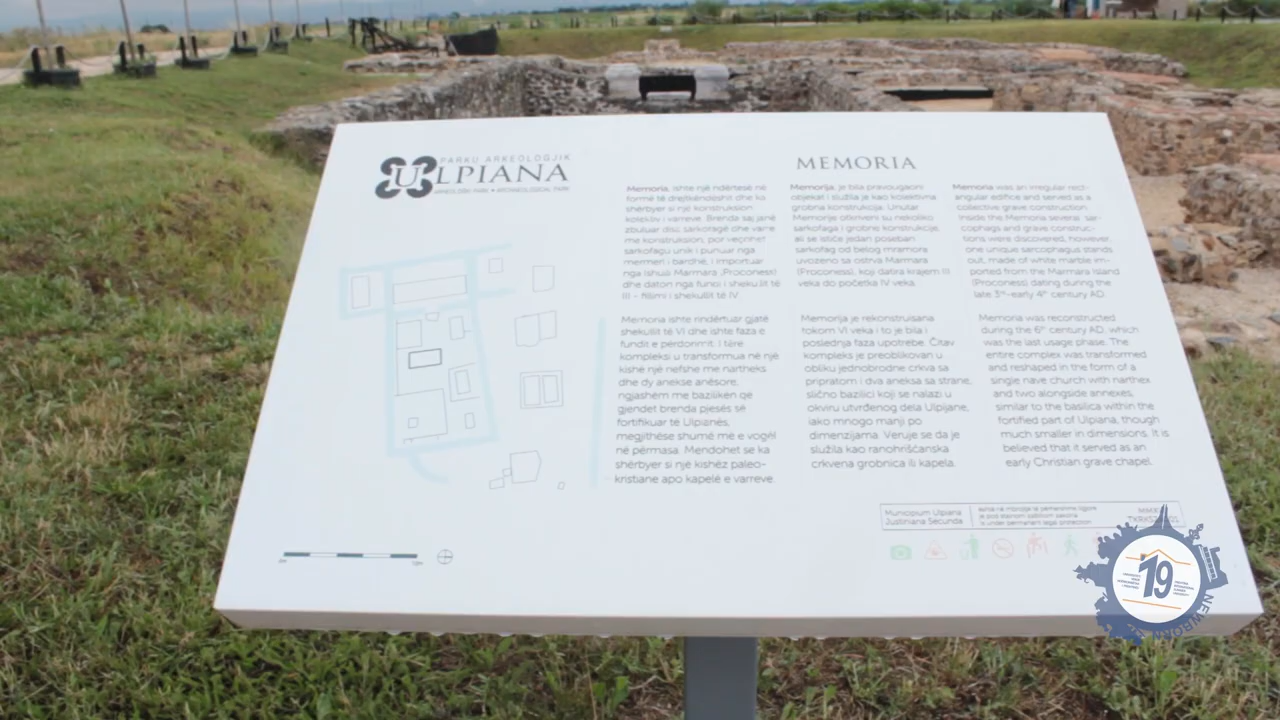 PARKU ARKEOLOGJIK
ULPIANA
ARHEOLOŠKI PARK • ARCHAEOLOGICAL PARK
MEMORIA
Memoria, ishte një ndërtesë në
formë të drejtkëndëshit dhe ka
shërbyer si një konstruksion
kolektiv i varreve. Brenda saj janë
zbuluar disa sarkofagë dhe varre
me konstruksion, por veçohet
sarkofagu unik i punuar nga
mermeri i bardhë, i importuar
nga Ishulli Marmara (Proconess)
dhe daton nga fundi i shekullit të
III – fillimi i shekullit të IV.
Memoria ishte rindërtuar gjatë
shekullit të VI dhe ishte faza e
fundit e përdorimit. I tërë
kompleksi u transformua në një
kishë një nefshe me narteks
dhe dy anekse anësore,
ngjashëm me bazilikën që
gjendet brenda pjesës së
fortifikuar të Ulpianës,
megjithëse shumë më e vogël
në përmasa. Mendohet se ka
shërbyer si një kishëz paleo-
kristiane apo kapelë e varreve.
Memorija, je bila pravougaoni
objekat i služila je kao kolektivna
grobna konstrukcija. Unutar
Memorije otkriveni su nekoliko
sarkofaga i grobne konstrukcije,
ali se ističe jedan poseban
sarkofag od belog mramora
uvozeno sa ostrva Marmara
(Proconess), koj datira krajem III
veka do početka IV veka.
Memorija je rekonstruisana
tokom VI veka i to je bila i
poslednja faza upotrebe. Čitav
kompleks je preoblikovan u
obliku jednobrodne crkva sa
pripratom i dva aneksa sa strane,
slično bazilici koji se nalazi u
okviru utvrđenog dela Ulpijane,
iako mnogo manji po
dimenzijama. Veruje se da je
služila kao ranohrišćanska
crkvena grobnica ili kapela.
Memoria was an irregular rect-
angular edifice and served as a
collective grave construction.
Inside the Memoria several sar-
cophags and grave construc-
tions were discovered, however,
one unique sarcophagus stands
out, made of white marble im-
ported from the Marmara Island
(Proconess) dating during the
late 3rd-early 4th century AD.
Memoria was reconstructed
during the 6th century AD, which
was the last usage phase. The
entire complex was transformed
and reshaped in the form of a
single nave church with narthex
and two alongside annexes,
similar to the basilica within the
fortified part of Ulpiana, though
much smaller in dimensions. It is
believed that it served as an
early Christian grave chapel.
Municipium Ulpiana
Justiniana Secunda
is under permanent legal protection
19
NEWBORN